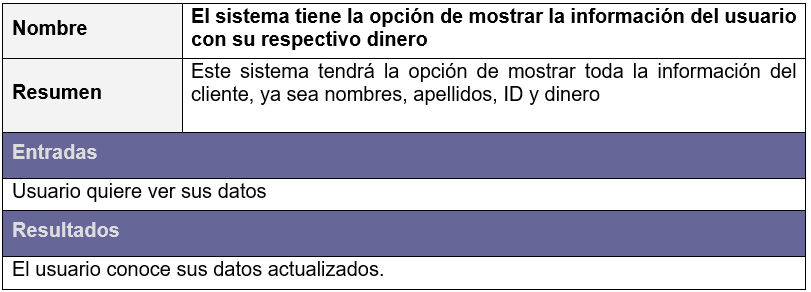 Nombre
El sistema tiene la opción de mostrar la información del usuario
con su respectivo dinero
Resumen
Este sistema tendrá la opción de mostrar toda la información del
cliente, ya sea nombres, apellidos, ID y dinero
Entradas
Usuario quiere ver sus datos
Resultados
El usuario conoce sus datos actualizados.